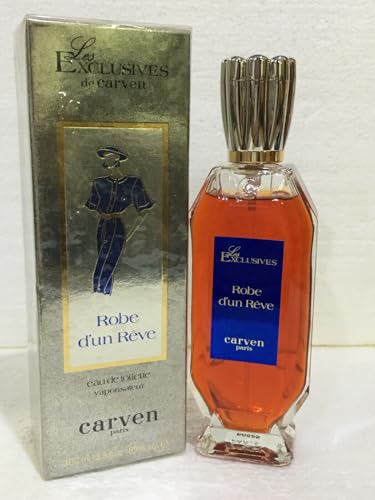 Les
EXCLUSIVES
de carven
Robe
d'un Rêve
eau de toilette
vaporisateur
carven
paris
Les
EXCLUSIVES
Robe
d'un Rêve
carven
paris